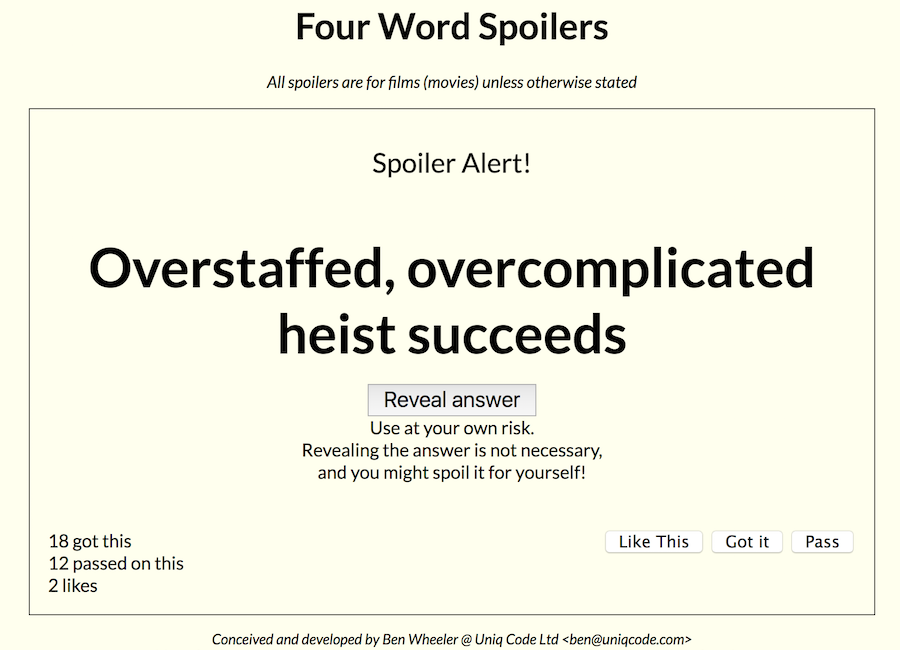 Four Word Spoilers
All spoilers are for films (movies) unless otherwise stated
Spoiler Alert!
Overstaffed, overcomplicated
heist succeeds
Reveal answer
Use at your own risk.
Revealing the answer is not necessary,
and you might spoil it for yourself!
18 got this
12 passed on this
2 likes
Like This
Got it
Pass
Conceived and developed by Ben Wheeler @ Uniq Code Ltd <ben@uniqcode.com>